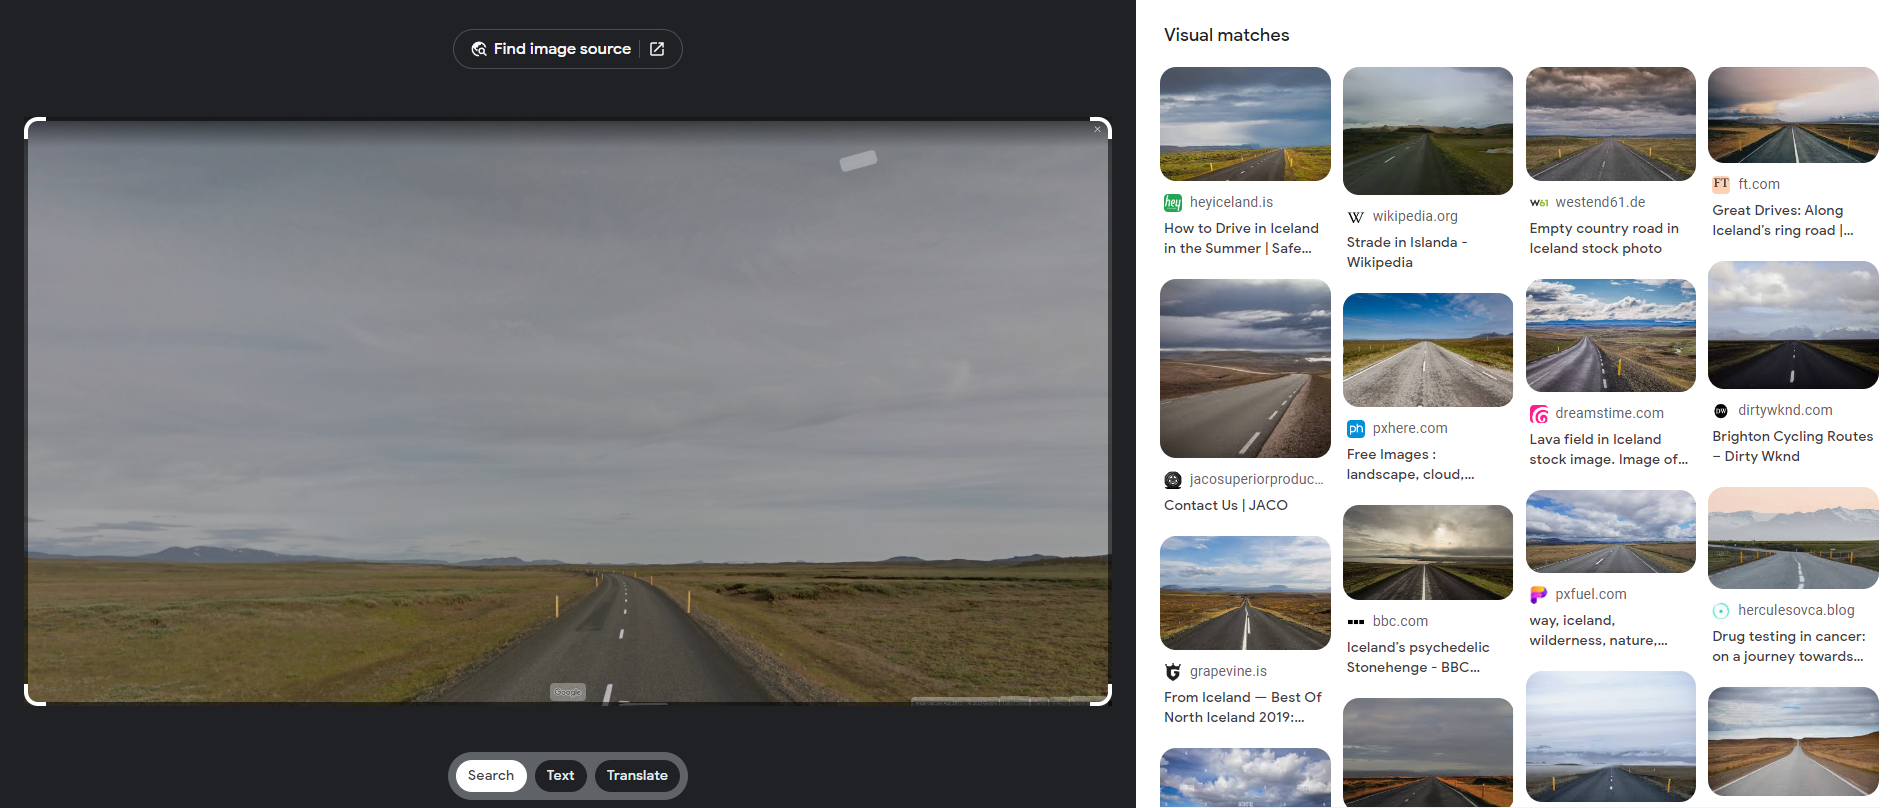 Find image source
Google
Search
Text
Translate
Visual matches
heyiceland.is
How to Drive in Iceland
in the Summer | Safe...
jacosuperiorproduc...
Contact Us | JACO
grapevine.is
From Iceland — Best Of
North Iceland 2019:...
W
wikipedia.org
Strade in Islanda -
Wikipedia
ph
pxhere.com
Free Images :
landscape, cloud,...
bbc.com
Iceland's psychedelic
Stonehenge - BBC...
W61
westend61.de
Empty country road in
Iceland stock photo
dreamstime.com
Lava field in Iceland
stock image. Image of...
pxfuel.com
way, iceland,
wilderness, nature,...
FT
ft.com
Great Drives: Along
Iceland's ring road |...
DW
dirtywknd.com
Brighton Cycling Routes
– Dirty Wknd
herculesovca.blog
Drug testing in cancer:
on a journey towards...